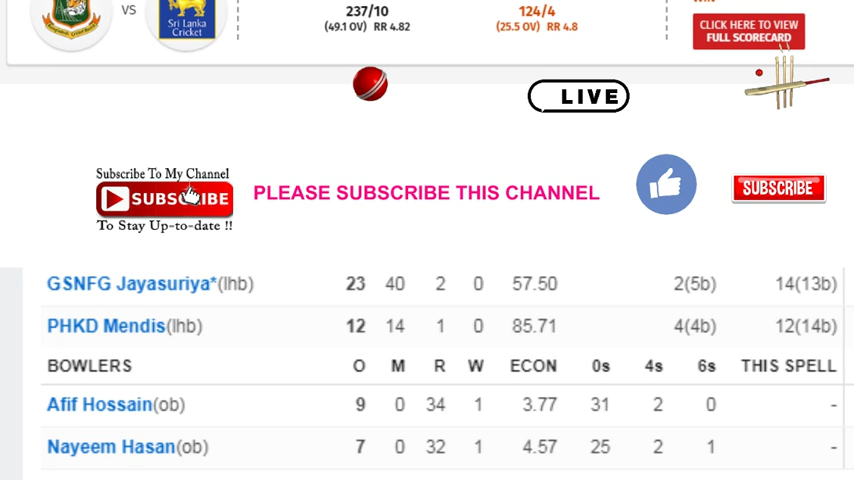 VS
Sri Lanka
Cricket
237/10
(49.1 OV) RR 4.82
124/4
(25.5 OV) RR 4.8
CLICK HERE TO VIEW
FULL SCORECARD
LIVE
Subscribe To My Channel
SUBSCRIBE
To Stay Up-to-date !!
PLEASE SUBSCRIBE THIS CHANNEL
SUBSCRIBE
GSNFG Jayasuriya*(lhb) 23 40 2 0 57.50 2(5b) 14(13b)
PHKD Mendis(lhb) 12 14 1 0 85.71 4(4b) 12(14b)
BOWLERS O M R W ECON 0s 4s 6s THIS SPELL
Afif Hossain(ob) 9 0 34 1 3.77 31 2 0 -
Nayeem Hasan(ob) 7 0 32 1 4.57 25 2 1 -